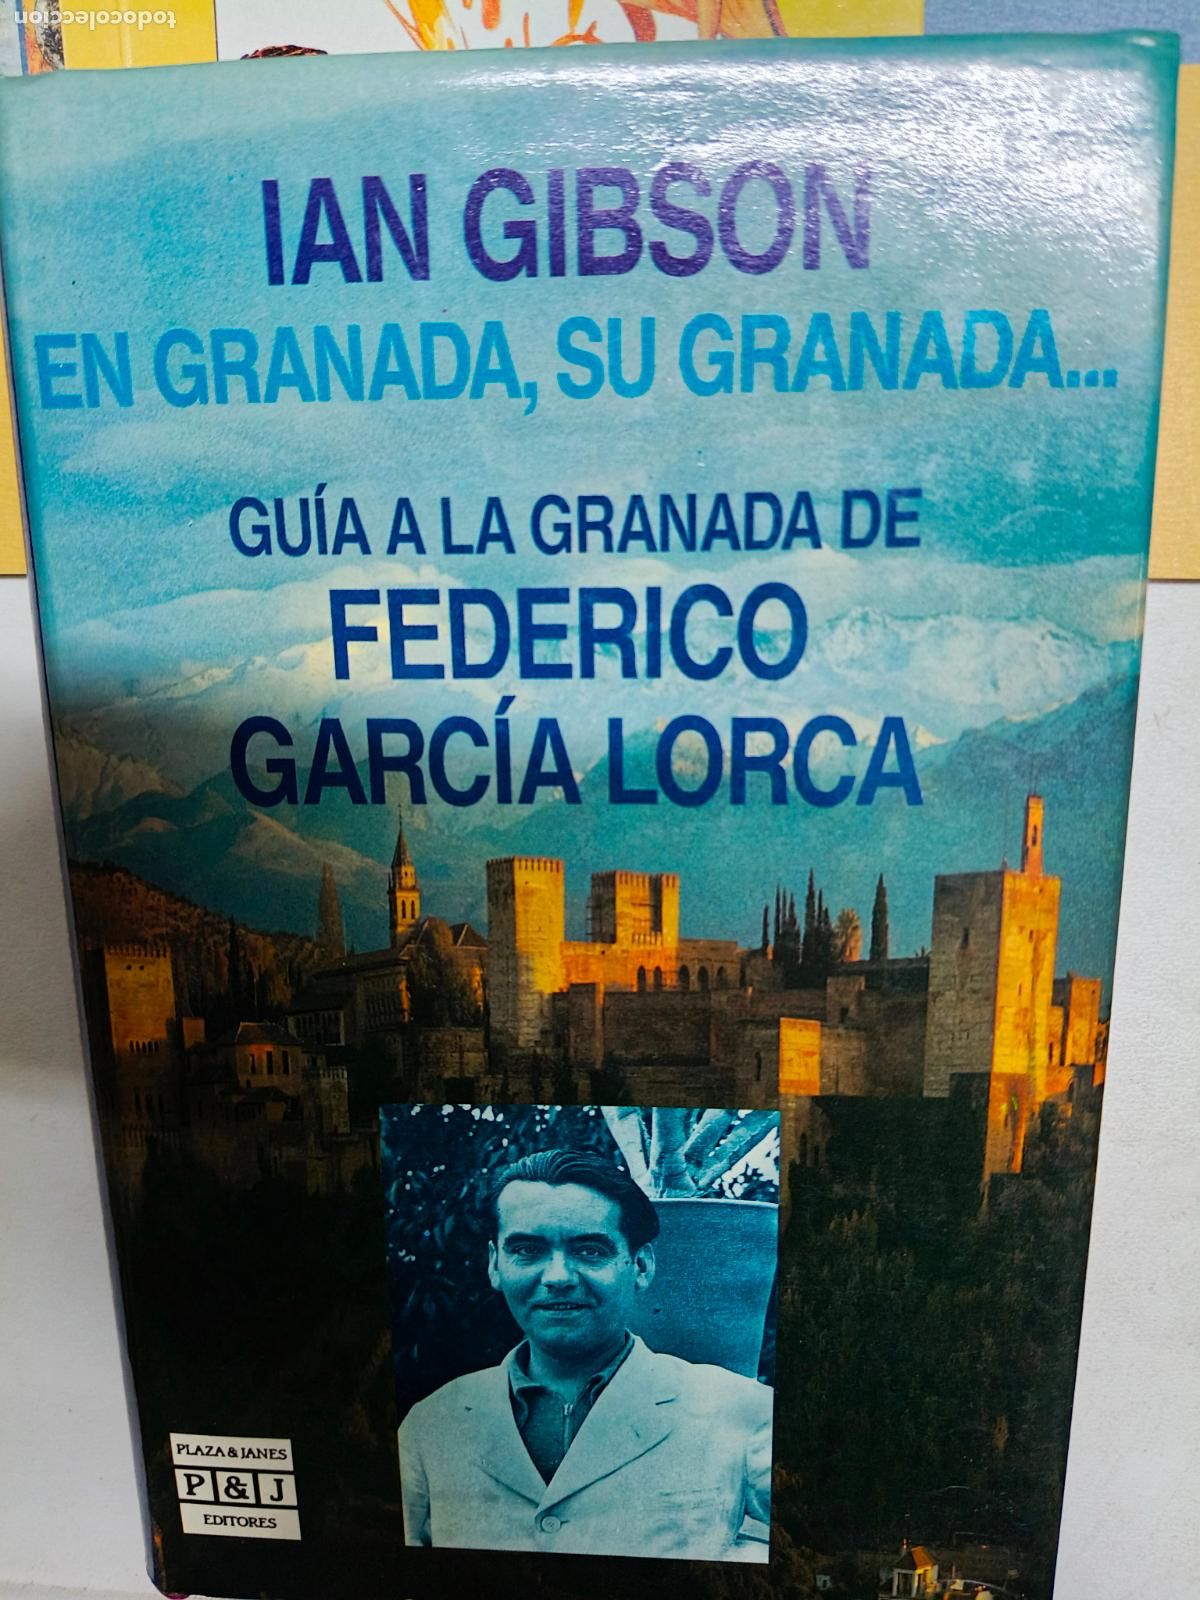 todocoleccion
IAN GIBSON
EN GRANADA, SU GRANADA...
GUÍA A LA GRANADA DE
FEDERICO
GARCÍA LORCA
PLAZA & JANES
P & J
EDITORES